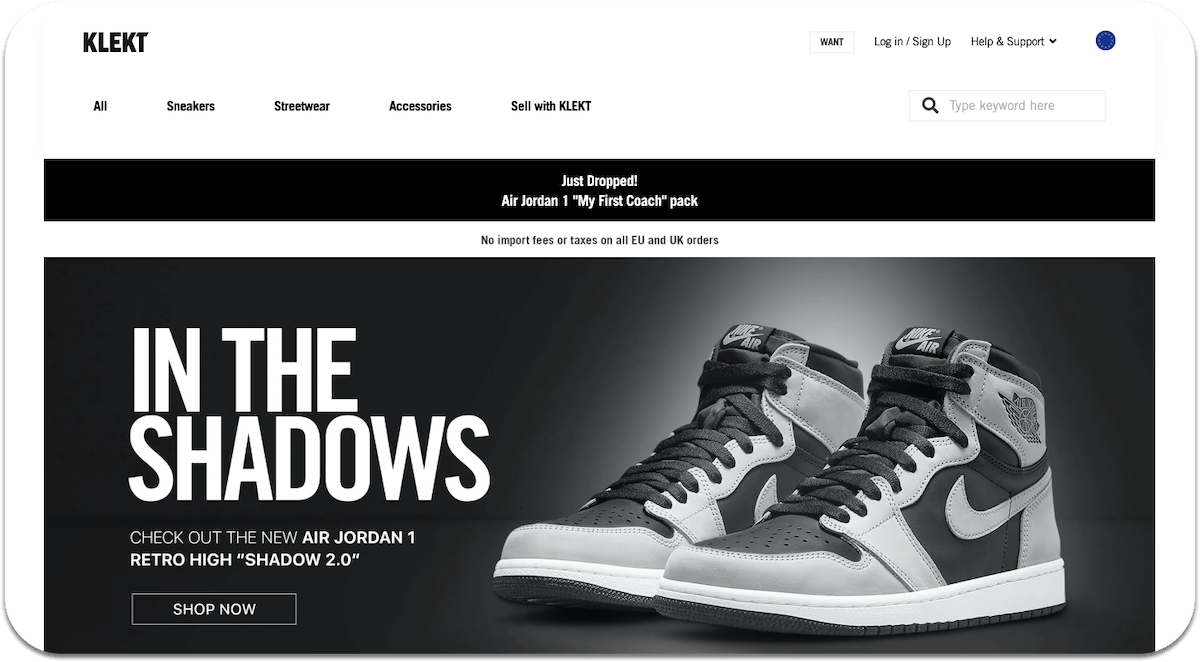 KLEKT
WANT
Log in / Sign Up
Help & Support
All
Sneakers
Streetwear
Accessories
Sell with KLEKT
Type keyword here
Just Dropped!
Air Jordan 1 "My First Coach" pack
No import fees or taxes on all EU and UK orders
IN THE
SHADOWS
CHECK OUT THE NEW AIR JORDAN 1
RETRO HIGH “SHADOW 2.0”
SHOP NOW
NIKE
AIR
NIKE
AIR